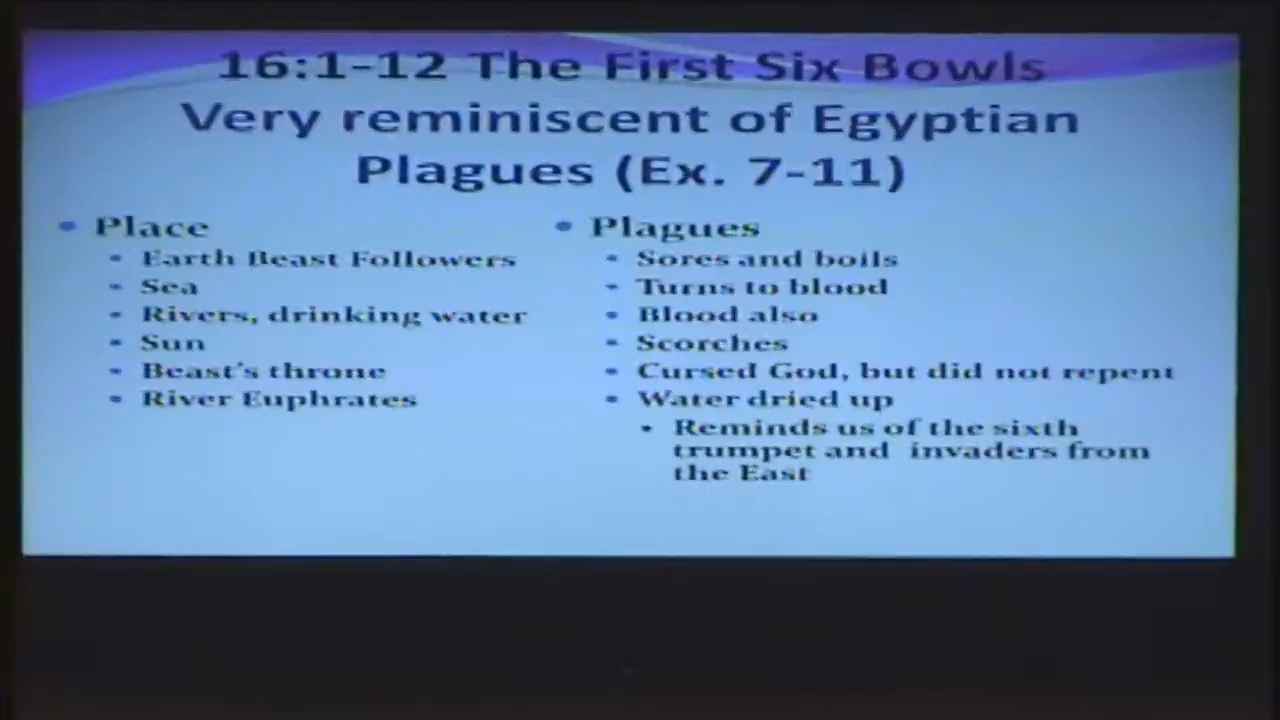 16:1-12 The First Six Bowls
Very reminiscent of Egyptian
Plagues (Ex. 7-11)
Place
Earth Beast Followers
Sea
Rivers, drinking water
Sun
Beast's throne
River Euphrates
Plagues
Sores and boils
Turns to blood
Blood also
Scorches
Cursed God, but did not repent
Water dried up
Reminds us of the sixth
trumpet and invaders from
the East